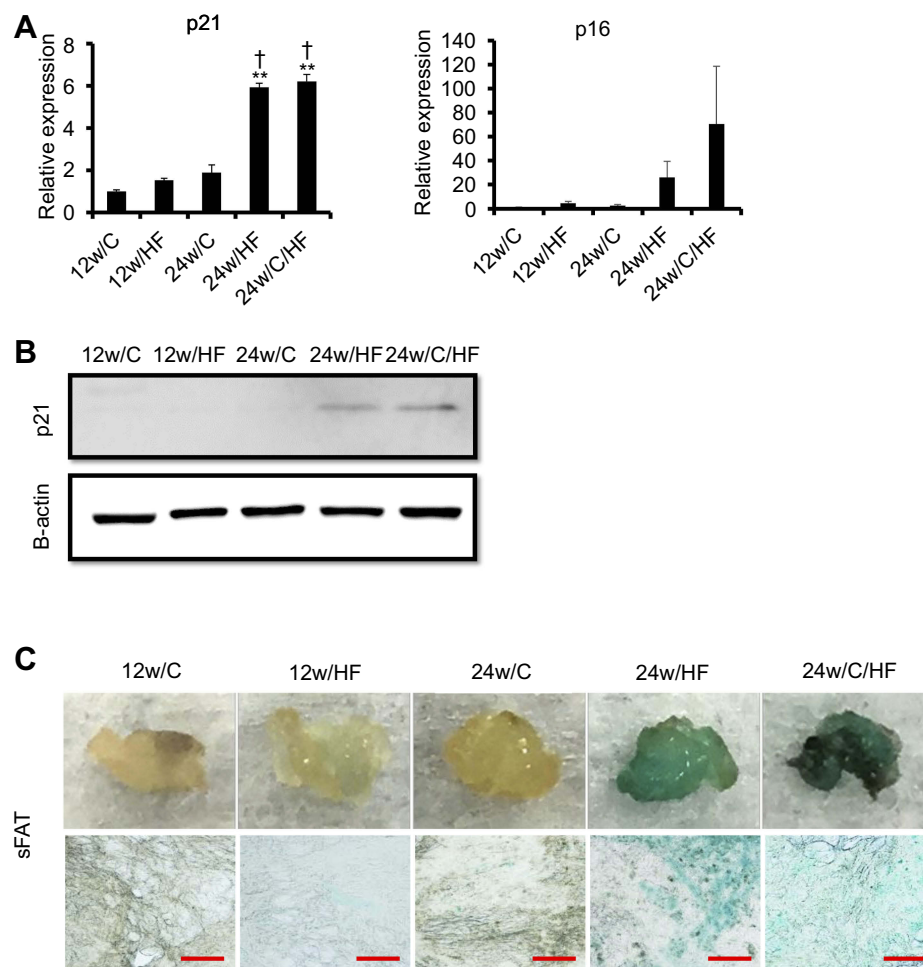 A
p21
Relative expression
8
6
4
2
0
†
**
†
**
12w/C
12w/HF
24w/C
24w/HF
24w/C/HF
p16
Relative expression
140
120
100
80
60
40
20
0
12w/C
12w/HF
24w/C
24w/HF
24w/C/HF
B
12w/C 12w/HF 24w/C 24w/HF 24w/C/HF
p21
B-actin
C
12w/C 12w/HF 24w/C 24w/HF 24w/C/HF
sFAT